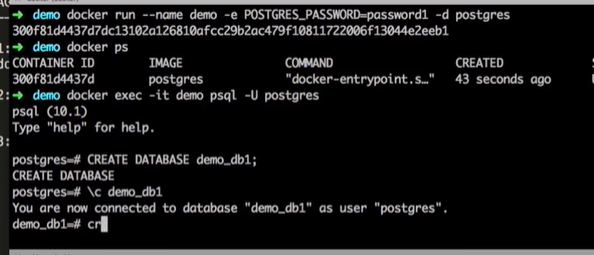 ➜ demo docker run --name demo -e POSTGRES_PASSWORD=password1 -d postgres
300f81d4437d7dc13102a126810afcc29b2ac479f10811722006f13044e2eeb1
➜ demo docker ps
CONTAINER ID IMAGE COMMAND CREATED
300f81d4437d postgres "docker-entrypoint.s…" 43 seconds ago
➜ demo docker exec -it demo psql -U postgres
psql (10.1)
Type "help" for help.
postgres=# CREATE DATABASE demo_db1;
CREATE DATABASE
postgres=# \c demo_db1
You are now connected to database "demo_db1" as user "postgres".
demo_db1=# cr